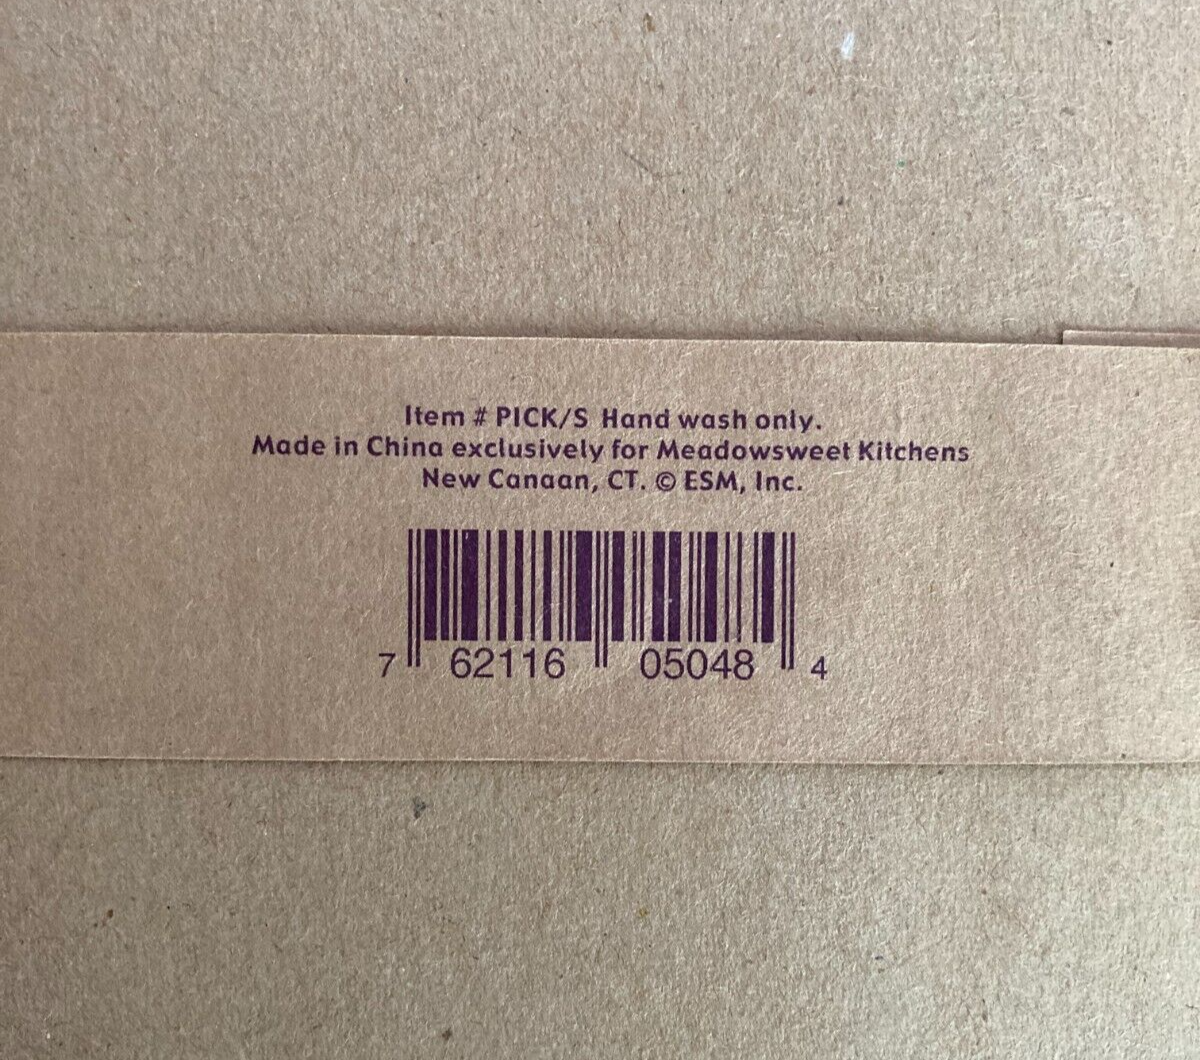 Item # PICK/S Hand wash only.
Made in China exclusively for Meadowsweet Kitchens
New Canaan, CT. © ESM, Inc.
7 62116 05048 4